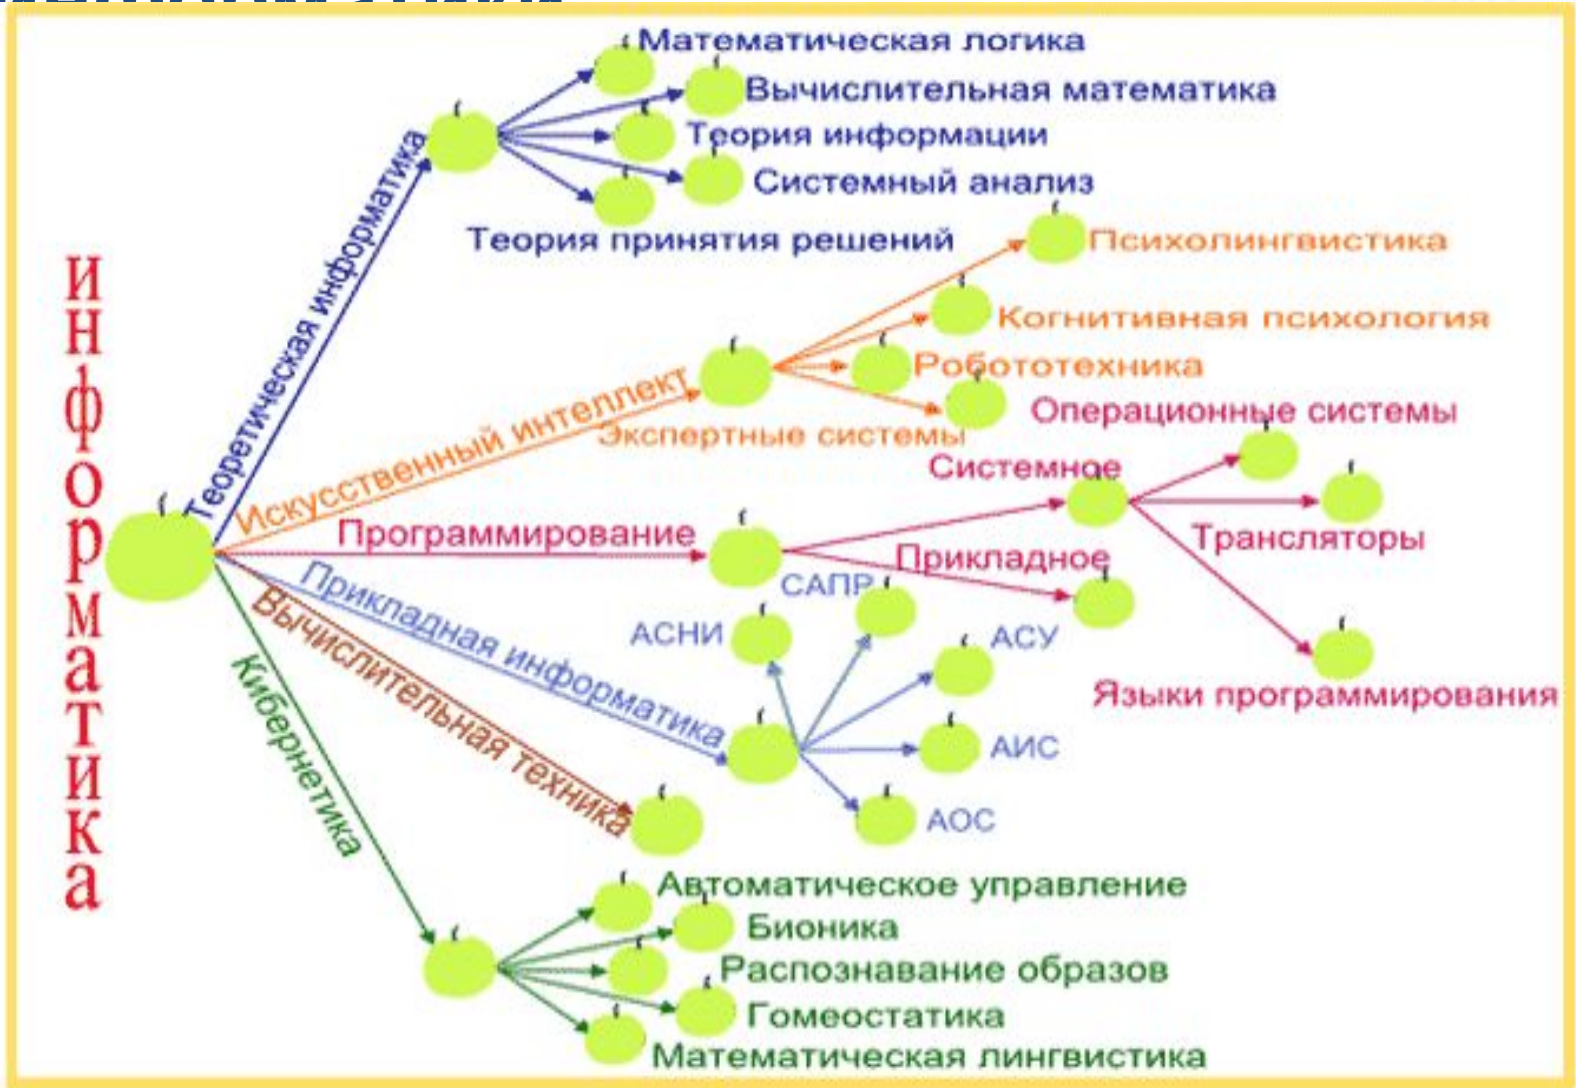 информатика
Теоретическая информатика
Математическая логика
Вычислительная математика
Теория информации
Системный анализ
Теория принятия решений
Искусственный интеллект
Психолингвистика
Когнитивная психология
Робототехника
Экспертные системы
Программирование
Системное
Операционные системы
Трансляторы
Языки программирования
Прикладное
Прикладная информатика
АСНИ
САПР
АСУ
АИС
АОС
Вычислительная техника
Кибернетика
Автоматическое управление
Бионика
Распознавание образов
Гомеостатика
Математическая лингвистика